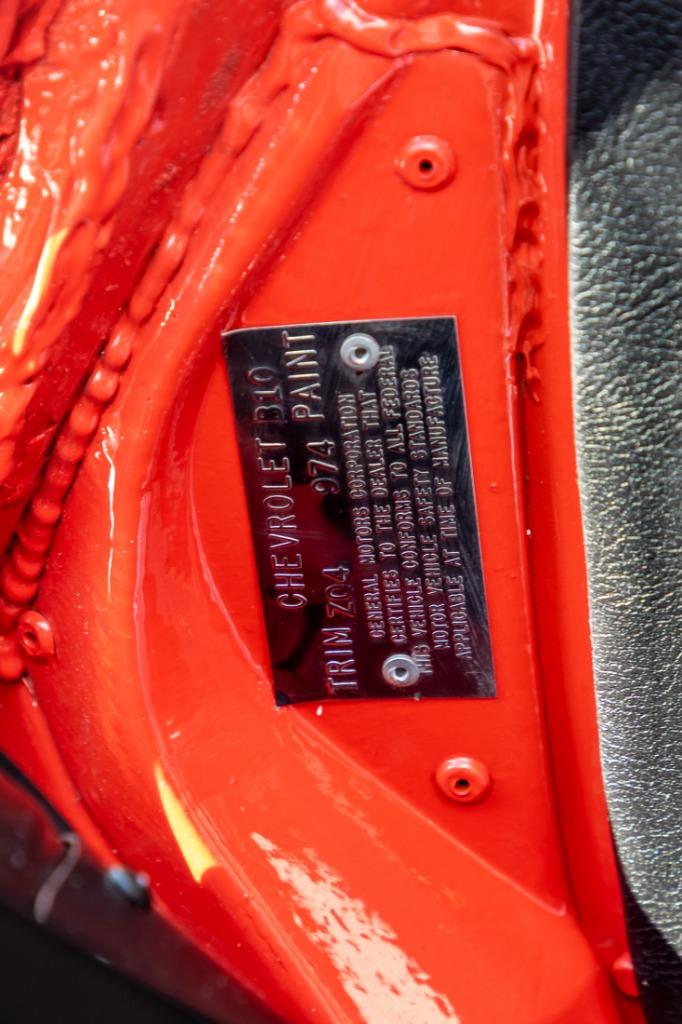 CHEVROLET B10
TRIM Z04 974 PAINT
GENERAL MOTORS CORPORATION
CERTIFIES TO THE DEALER THAT
THIS VEHICLE CONFORMS TO ALL FEDERAL
MOTOR VEHICLE SAFETY STANDARDS
APPLICABLE AT TIME OF MANUFACTURE